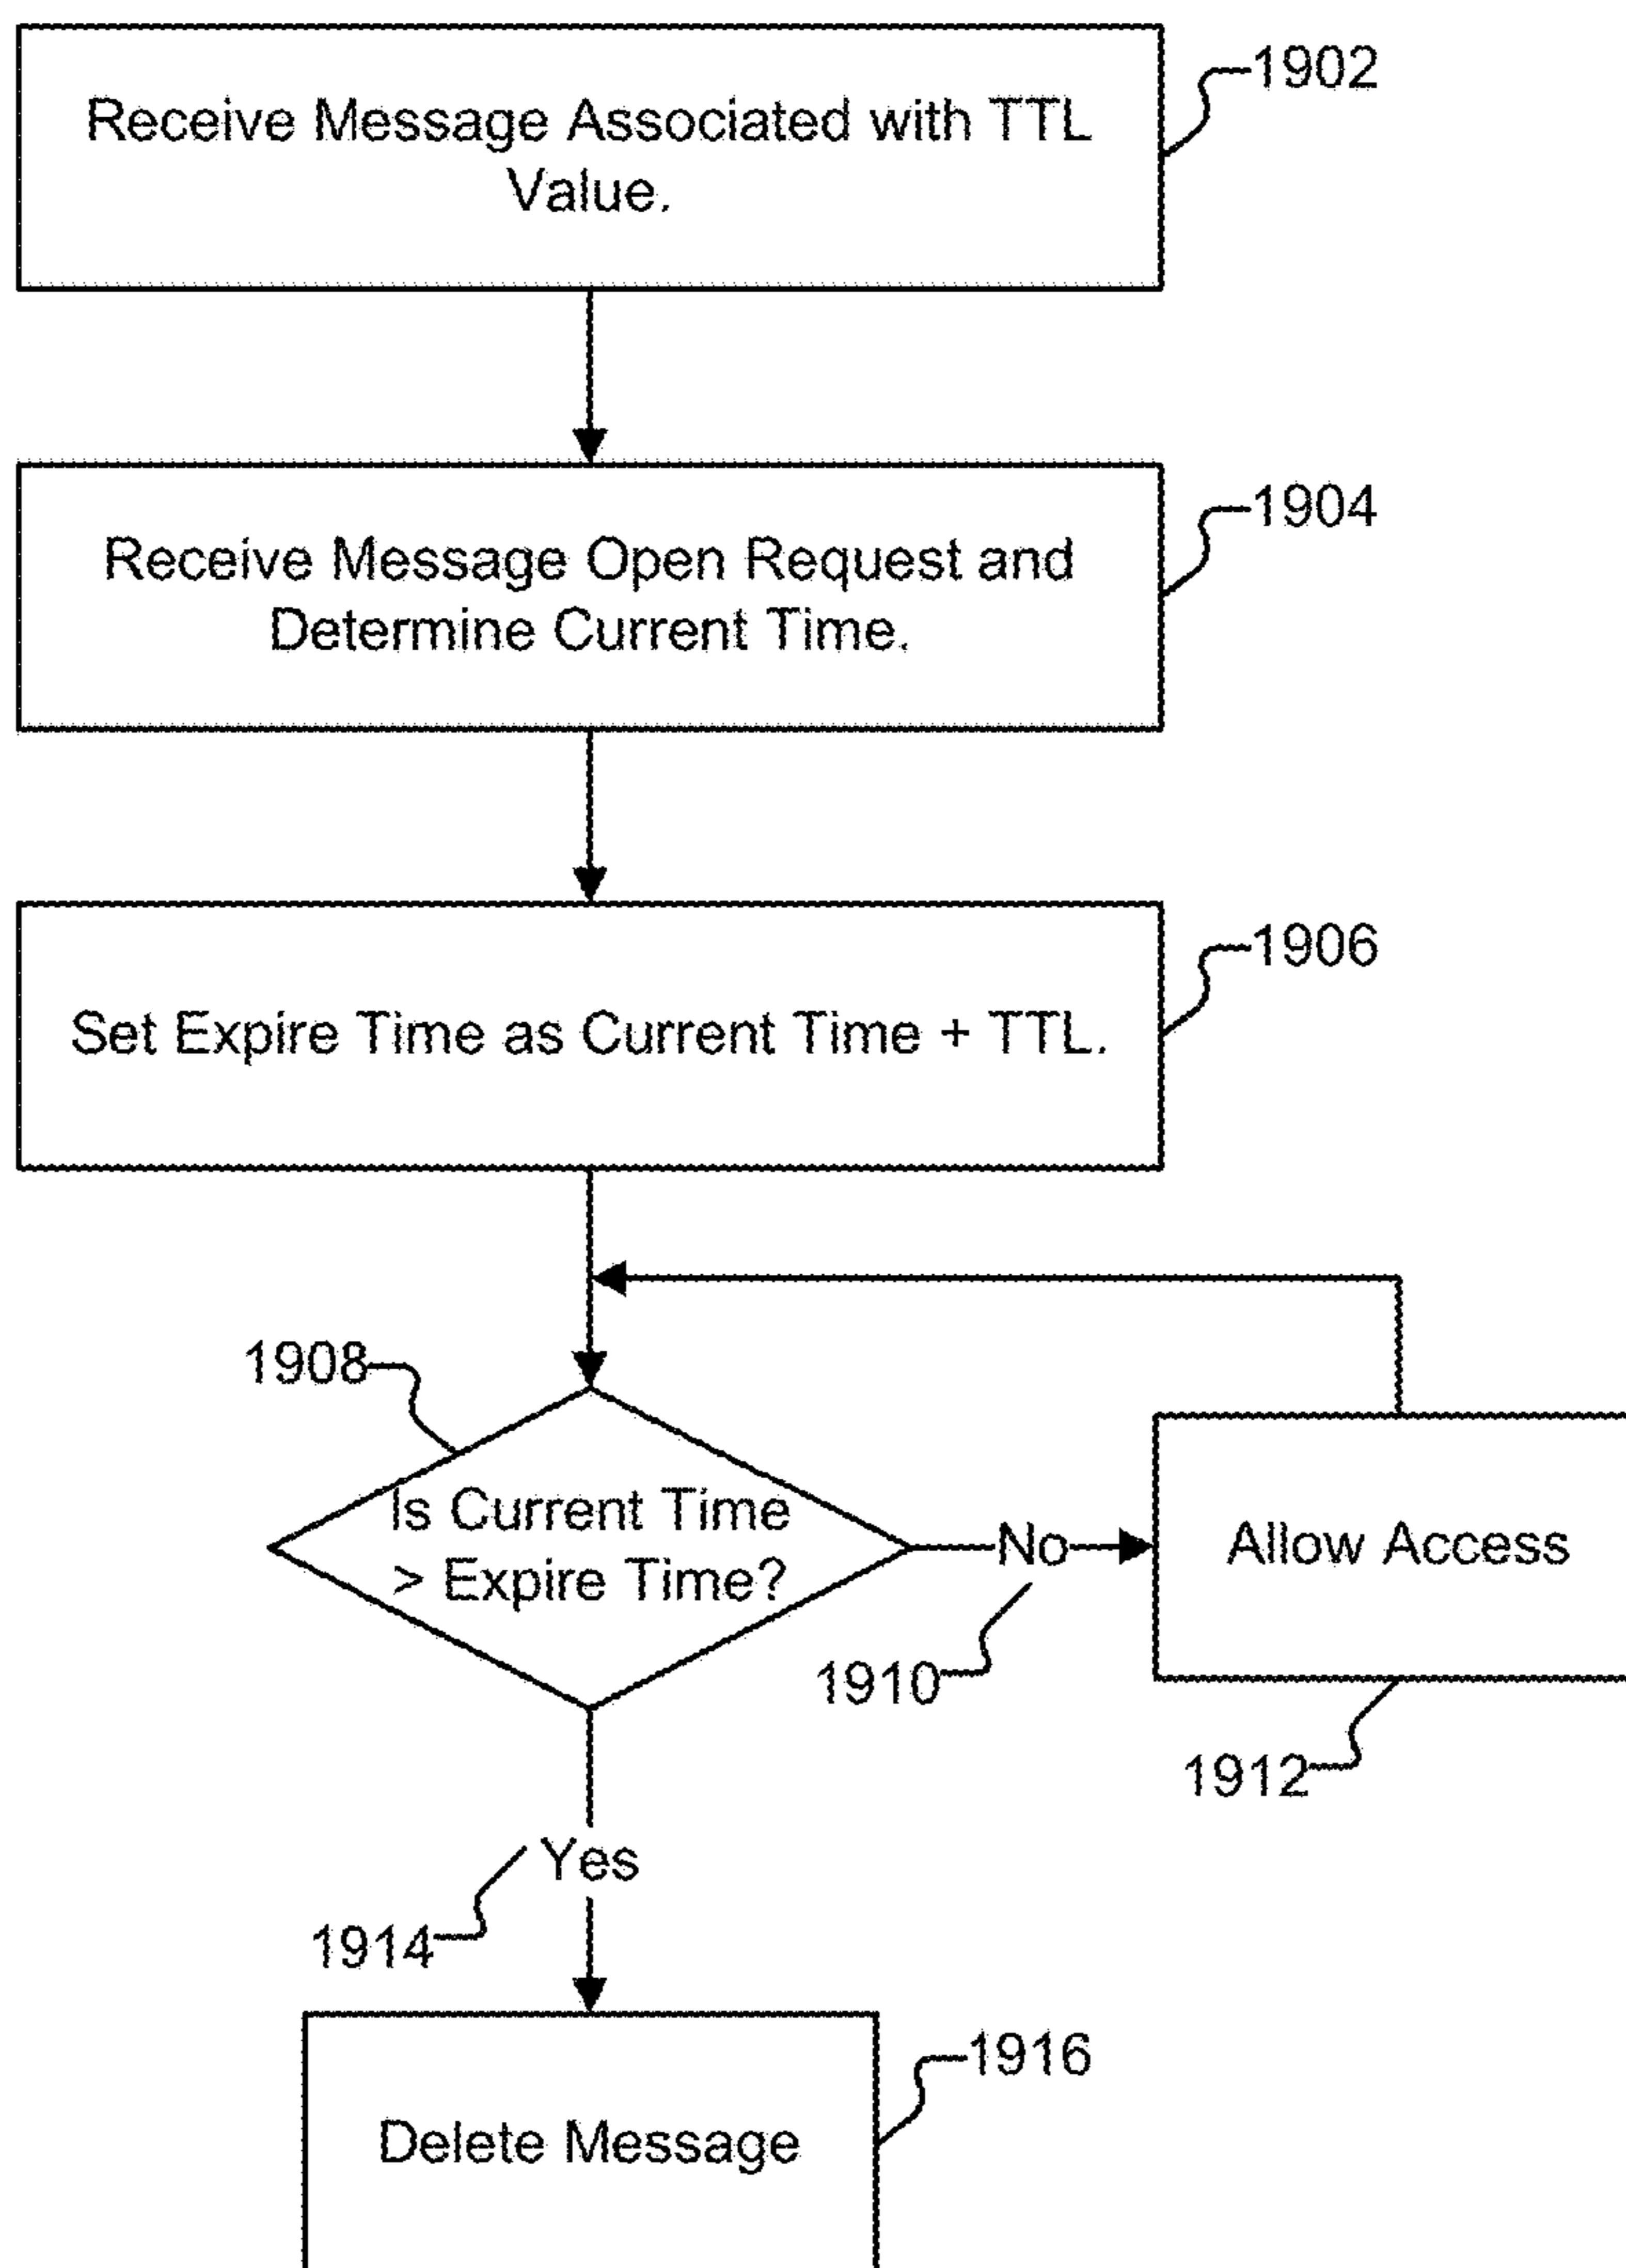 Receive Message Associated with TTL
Value.
1902
Receive Message Open Request and
Determine Current Time.
1904
Set Expire Time as Current Time + TTL.
1906
1908
Is Current Time
> Expire Time?
No
1910
Allow Access
1912
Yes
1914
Delete Message
1916